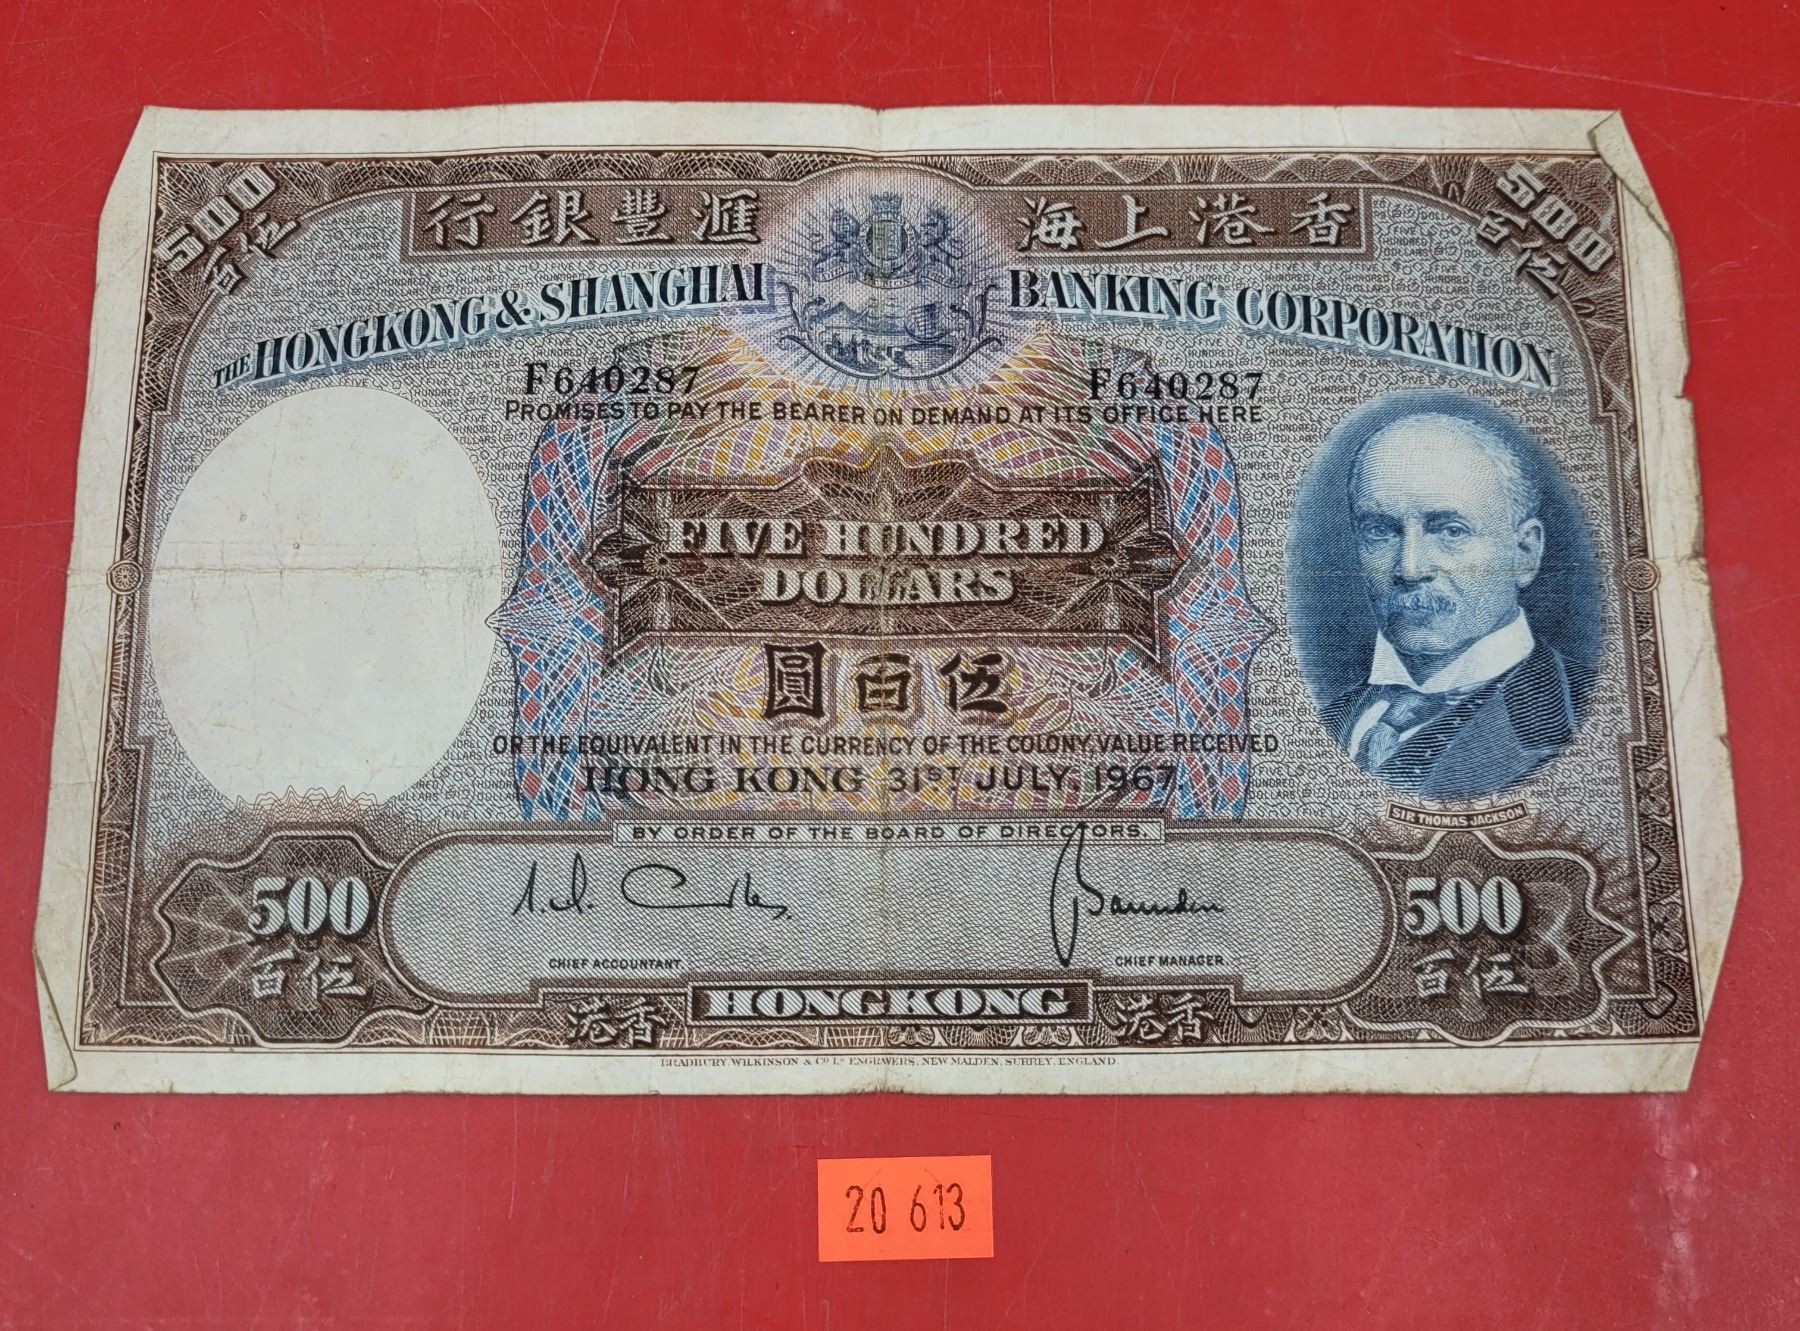 500 500
百伍 百伍
行銀豐滙 海上港香
THE HONGKONG & SHANGHAI BANKING CORPORATION
F640287 F640287
PROMISES TO PAY THE BEARER ON DEMAND AT ITS OFFICE HERE
FIVE HUNDRED
DOLLARS
圓百伍
OR THE EQUIVALENT IN THE CURRENCY OF THE COLONY, VALUE RECEIVED
HONG KONG 31ST JULY, 1967.
SIR THOMAS JACKSON
BY ORDER OF THE BOARD OF DIRECTORS.
500 500
百伍 百伍
CHIEF ACCOUNTANT. CHIEF MANAGER.
港香 HONGKONG 港香
BRADBURY, WILKINSON & Co Ld ENGRAVERS, NEW MALDEN, SURREY, ENGLAND.
20 613